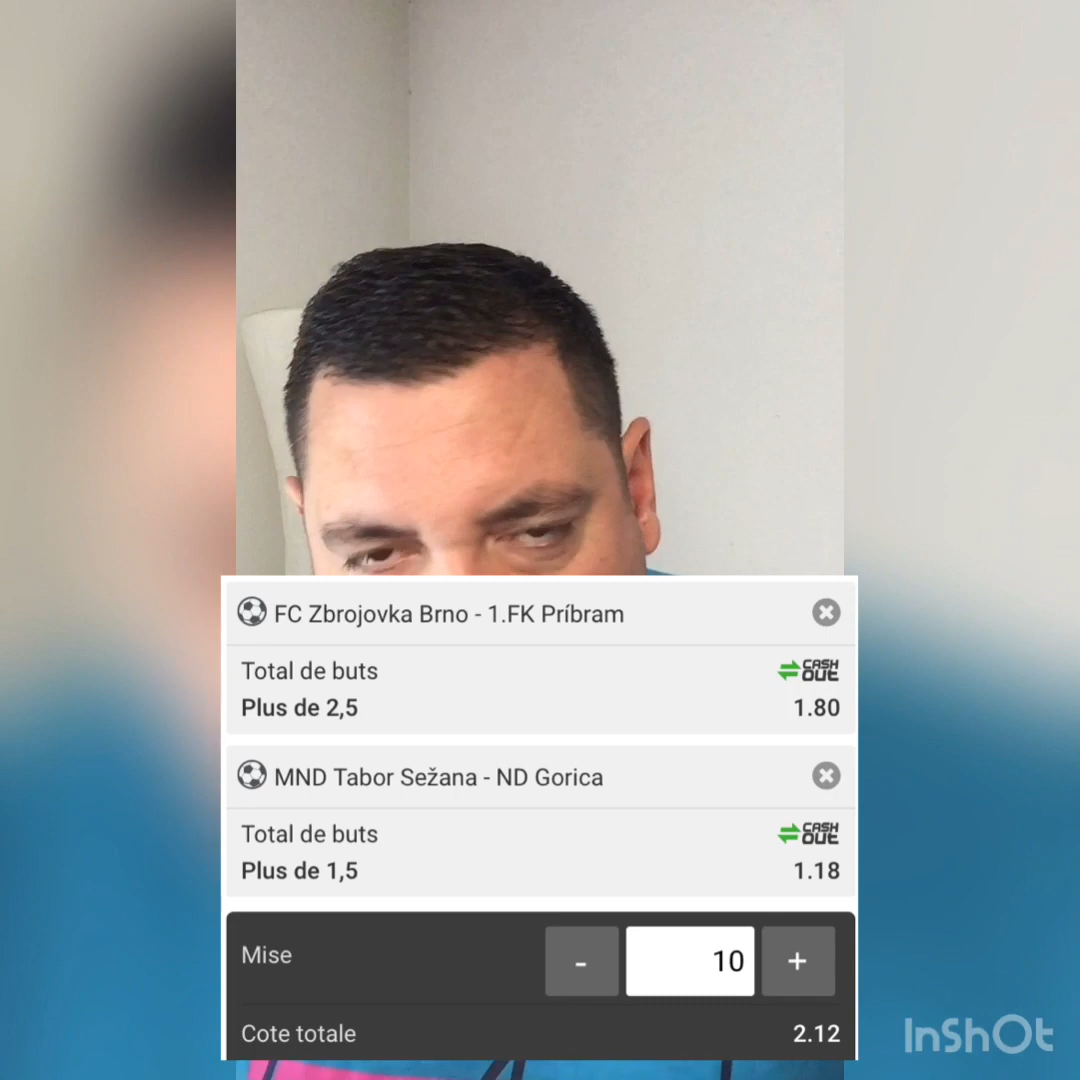 FC Zbrojovka Brno - 1.FK Príbram
Total de buts
CASH OUT
Plus de 2,5
1.80
MND Tabor Sežana - ND Gorica
Total de buts
CASH OUT
Plus de 1,5
1.18
Mise
-
10
+
Cote totale
2.12
InShOt